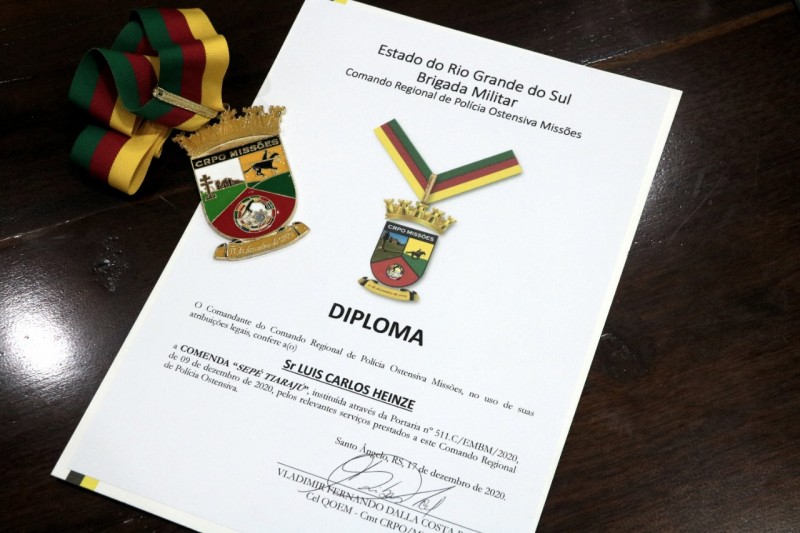 Estado do Rio Grande do Sul
Brigada Militar
Comando Regional de Polícia Ostensiva Missões
CRPO MISSÕES
CRPO MISSÕES
DIPLOMA
O Comandante do Comando Regional de Polícia Ostensiva Missões, no uso de suas
atribuições legais, confere a(o)
Sr LUIS CARLOS HEINZE
a COMENDA “SEPÉ TIARAJÚ”, instituída através da Portaria nº 511.C/EMBM/2020,
de 09 de dezembro de 2020, pelos relevantes serviços prestados a este Comando Regional
de Polícia Ostensiva.
Santo Ângelo, RS, 17 de dezembro de 2020.
VLADIMIR FERNANDO DALLA COSTA
Cel QOEM - Cmt CRPO/